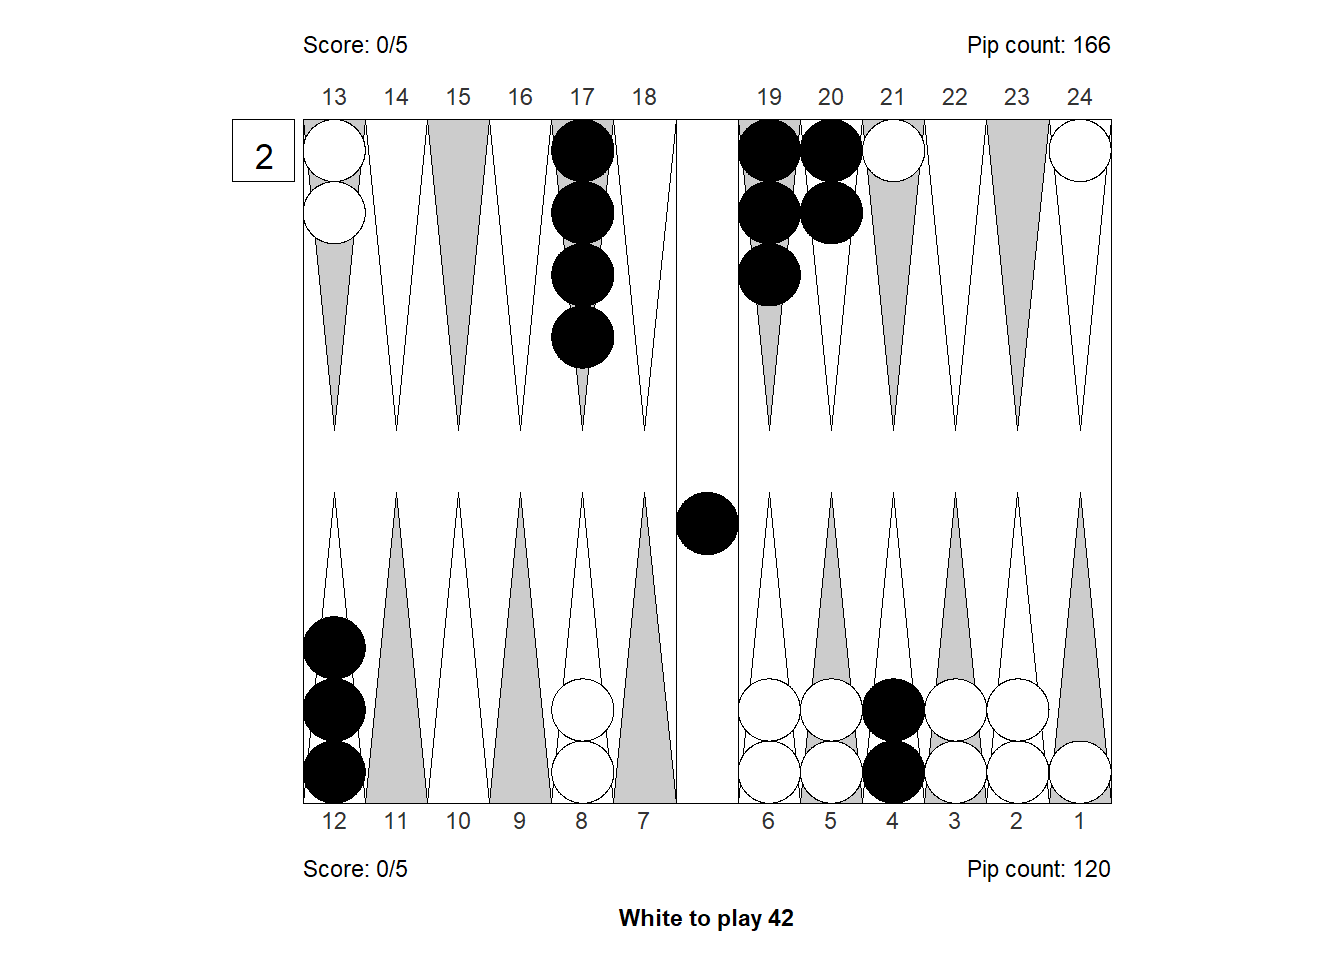 Score: 0/5 Pip count: 166
13 14 15 16 17 18 19 20 21 22 23 24
2
12 11 10 9 8 7 6 5 4 3 2 1
Score: 0/5 Pip count: 120
White to play 42